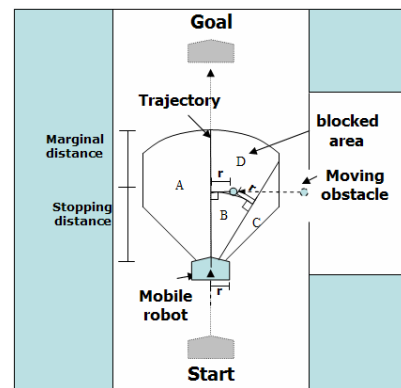 Goal
Trajectory
blocked
area
Marginal
distance
D
Moving
obstacle
r
r
A
Stopping
distance
B
C
Mobile
robot
r
Start